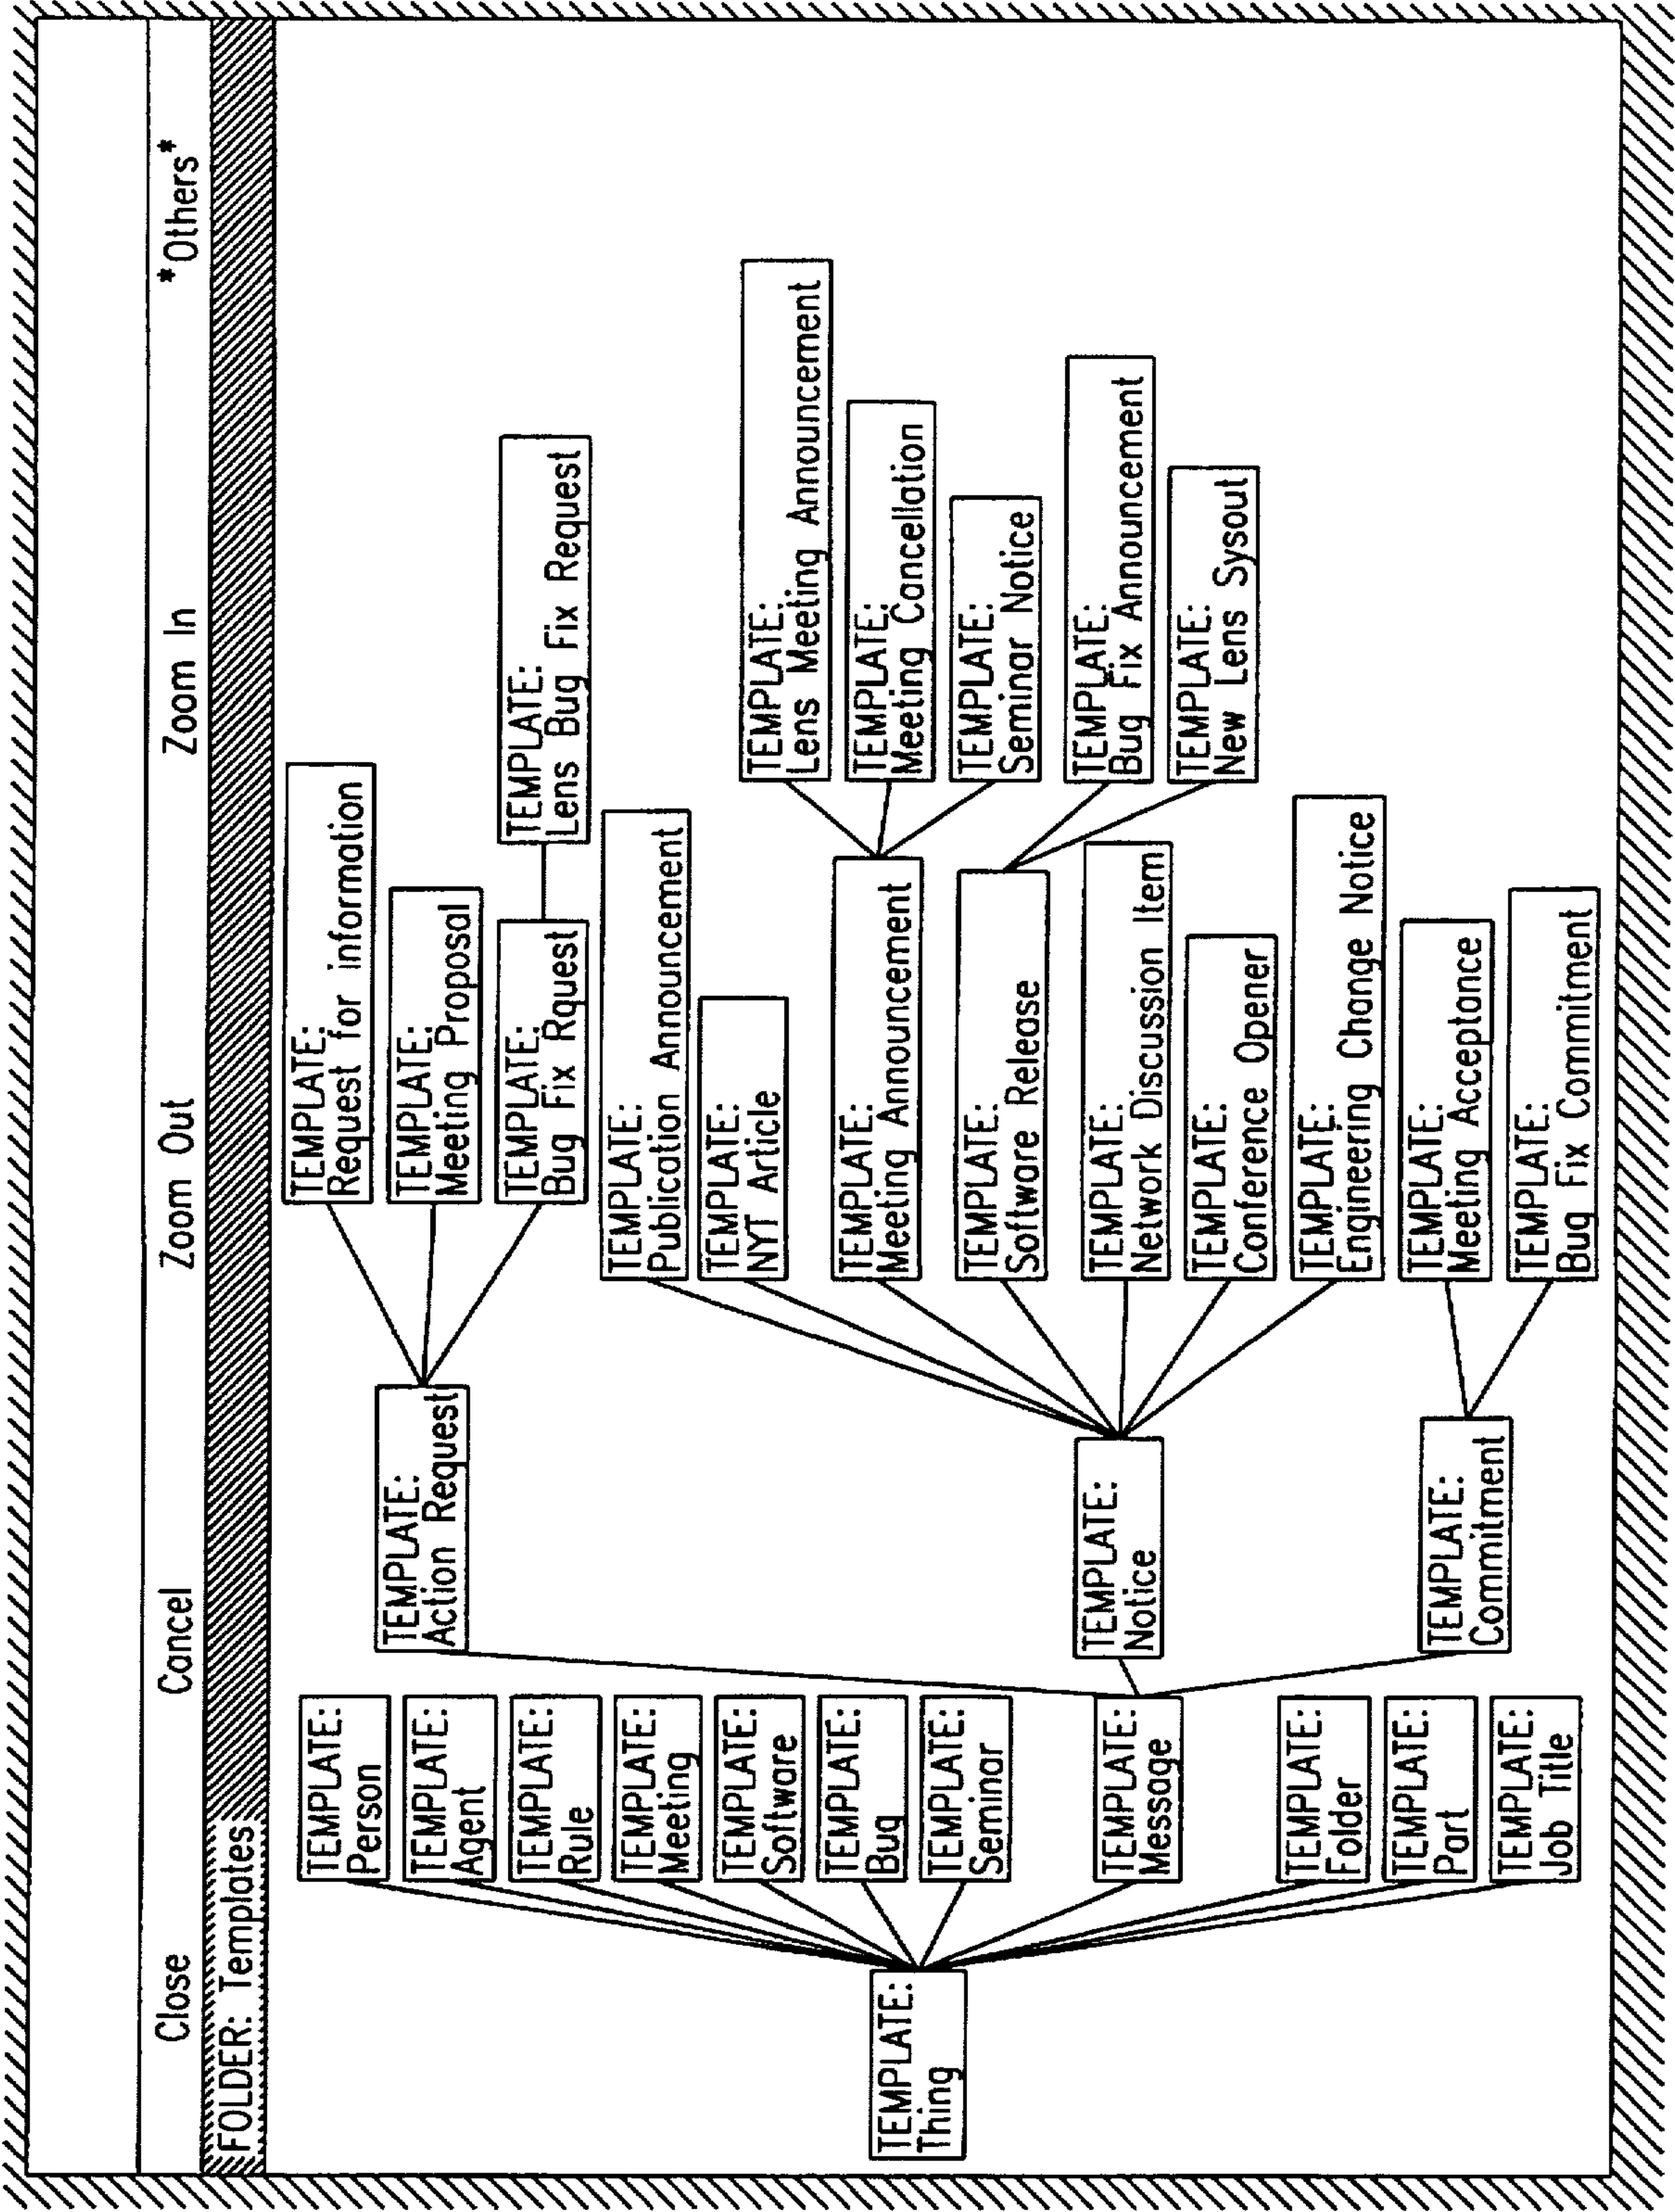 Close
Cancel
Zoom Out
Zoom In
*Others*
FOLDER: Templates
TEMPLATE:
Thing
TEMPLATE:
Person
TEMPLATE:
Agent
TEMPLATE:
Rule
TEMPLATE:
Meeting
TEMPLATE:
Software
TEMPLATE:
Bug
TEMPLATE:
Seminar
TEMPLATE:
Message
TEMPLATE:
Folder
TEMPLATE:
Part
TEMPLATE:
Job Title
TEMPLATE:
Action Request
TEMPLATE:
Notice
TEMPLATE:
Commitment
TEMPLATE:
Request for information
TEMPLATE:
Meeting Proposal
TEMPLATE:
Bug Fix Rquest
TEMPLATE:
Publication Announcement
TEMPLATE:
NYT Article
TEMPLATE:
Meeting Announcement
TEMPLATE:
Software Release
TEMPLATE:
Network Discussion Item
TEMPLATE:
Conference Opener
TEMPLATE:
Engineering Change Notice
TEMPLATE:
Meeting Acceptance
TEMPLATE:
Bug Fix Commitment
TEMPLATE:
Lens Bug Fix Request
TEMPLATE:
Lens Meeting Announcement
TEMPLATE:
Meeting Cancellation
TEMPLATE:
Seminar Notice
TEMPLATE:
Bug Fix Announcement
TEMPLATE:
New Lens Sysout